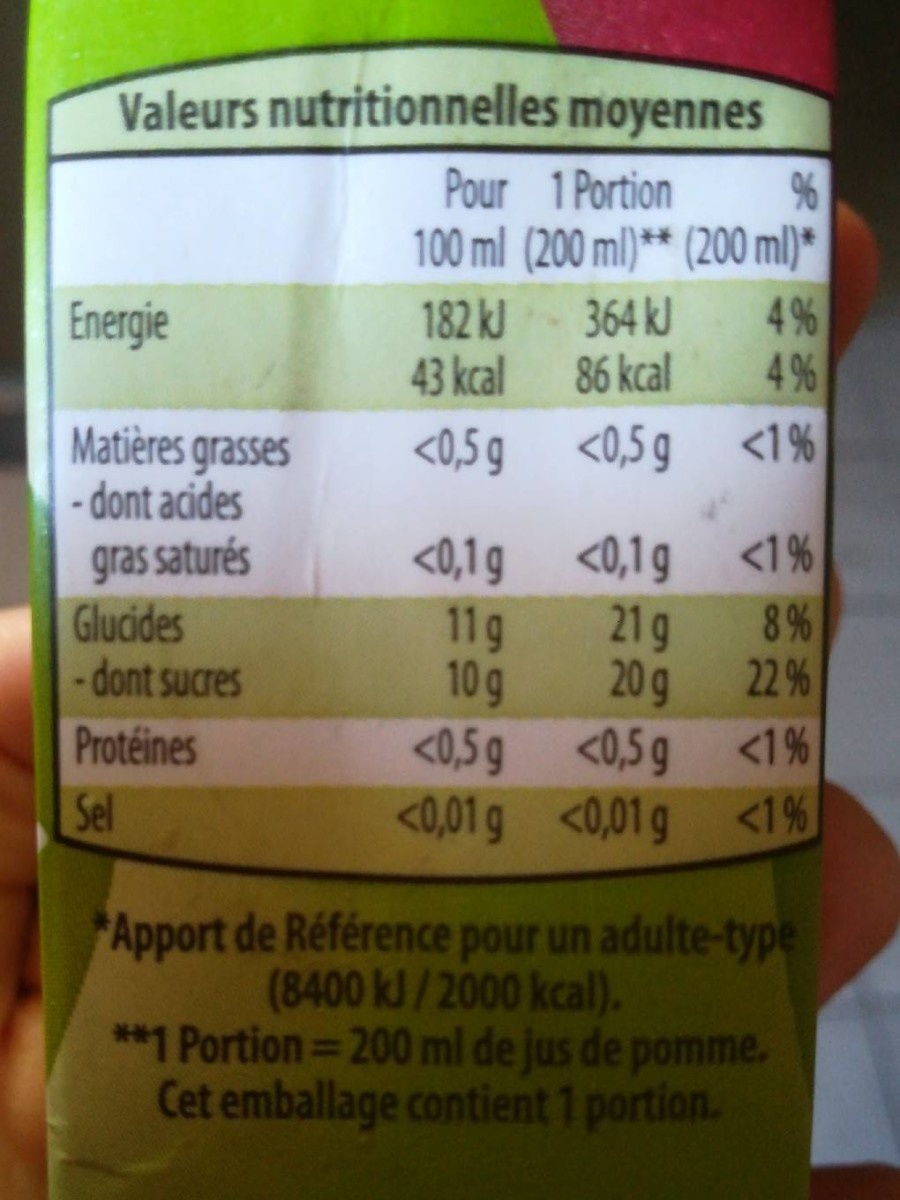 Valeurs nutritionnelles moyennes
Pour 1 Portion %
100 ml (200 ml)** (200 ml)*
Energie 182 kJ 364 kJ 4 %
43 kcal 86 kcal 4 %
Matières grasses <0,5 g <0,5 g <1 %
- dont acides
gras saturés <0,1 g <0,1 g <1 %
Glucides 11 g 21 g 8 %
- dont sucres 10 g 20 g 22 %
Protéines <0,5 g <0,5 g <1 %
Sel <0,01 g <0,01 g <1 %
*Apport de Référence pour un adulte-type
(8400 kJ / 2000 kcal).
**1 Portion = 200 ml de jus de pomme.
Cet emballage contient 1 portion.